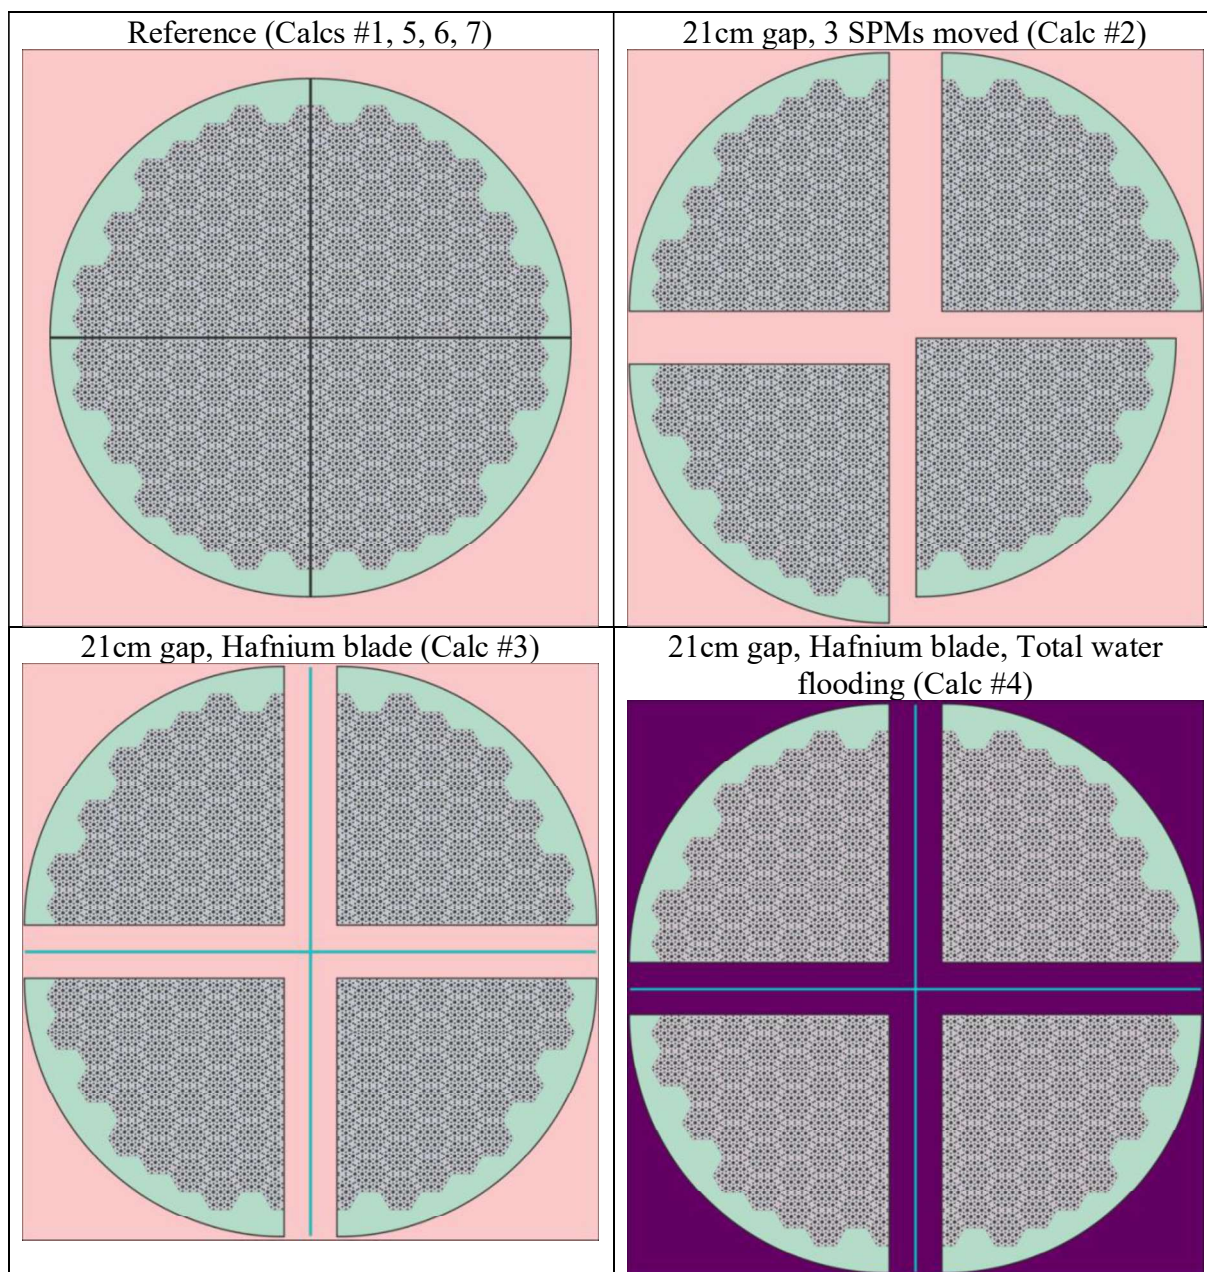 Reference (Calcs #1, 5, 6, 7)
21cm gap, 3 SPMs moved (Calc #2)
21cm gap, Hafnium blade (Calc #3)
21cm gap, Hafnium blade, Total water
flooding (Calc #4)